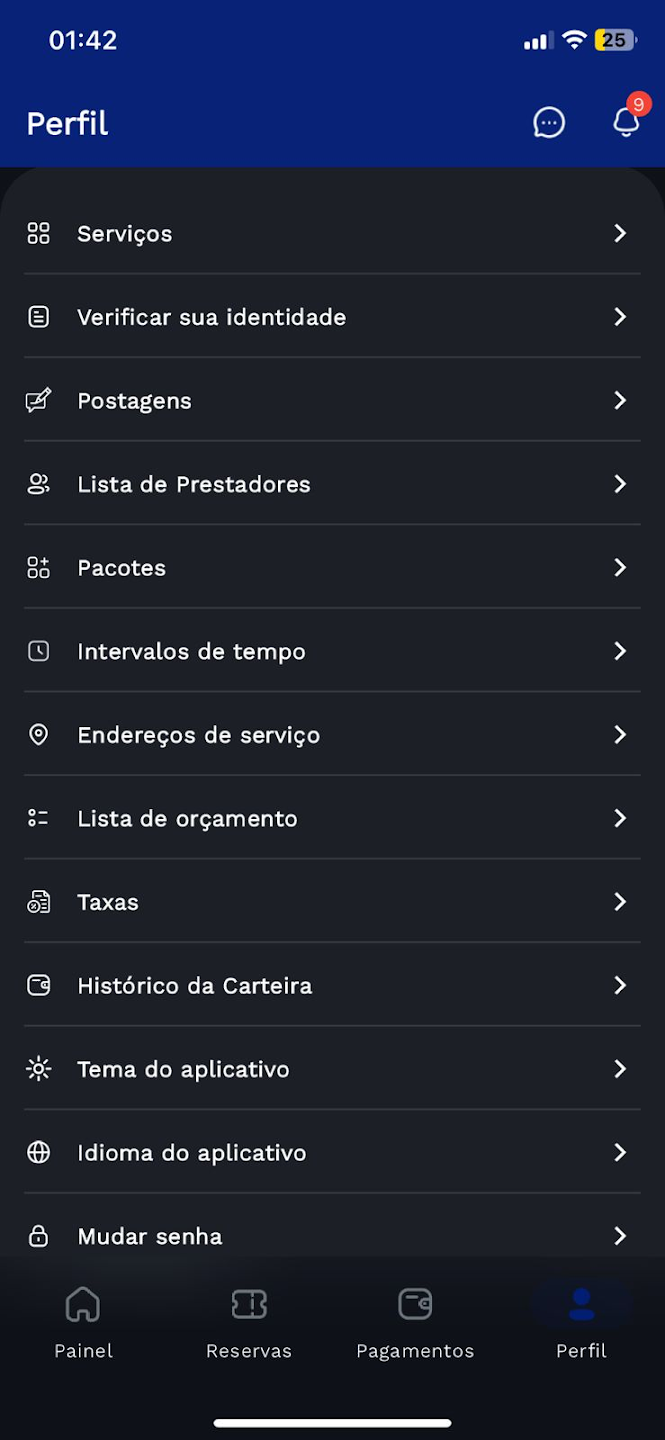 01:42
25
Perfil
9
Serviços
Verificar sua identidade
Postagens
Lista de Prestadores
Pacotes
Intervalos de tempo
Endereços de serviço
Lista de orçamento
Taxas
Histórico da Carteira
Tema do aplicativo
Idioma do aplicativo
Mudar senha
Painel
Reservas
Pagamentos
Perfil